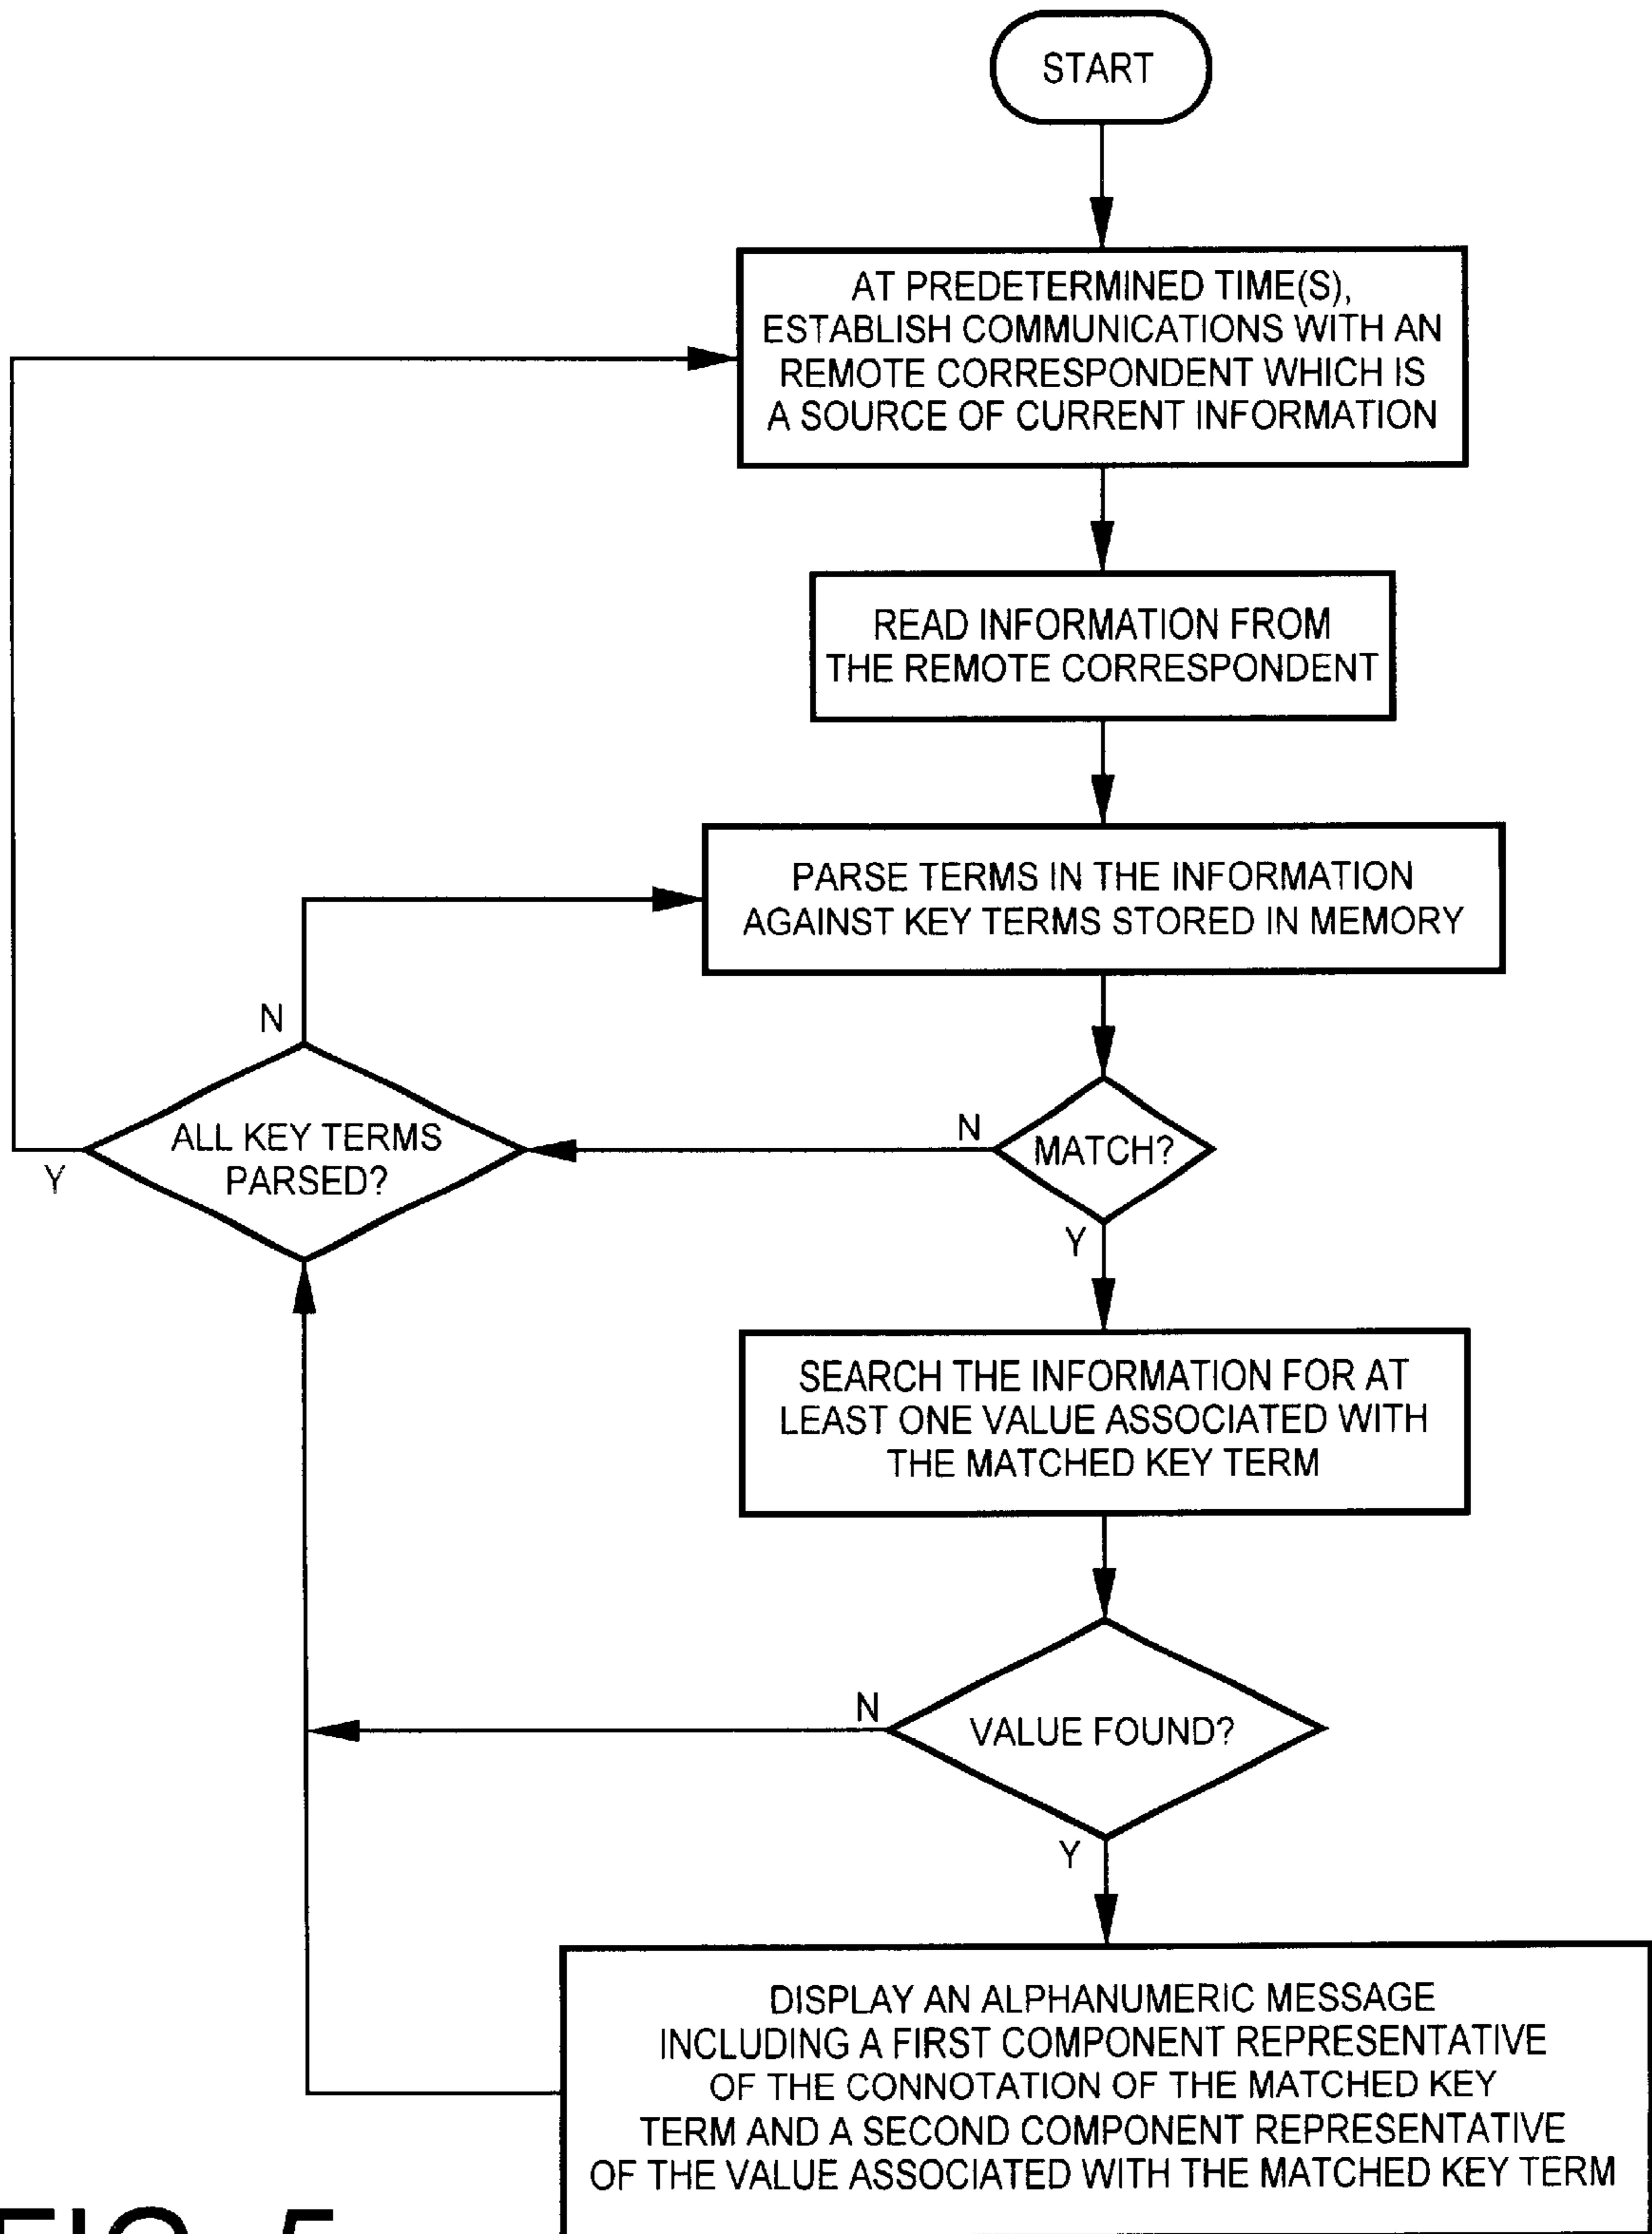 START
AT PREDETERMINED TIME(S),
ESTABLISH COMMUNICATIONS WITH AN
REMOTE CORRESPONDENT WHICH IS
A SOURCE OF CURRENT INFORMATION
READ INFORMATION FROM
THE REMOTE CORRESPONDENT
PARSE TERMS IN THE INFORMATION
AGAINST KEY TERMS STORED IN MEMORY
N
ALL KEY TERMS
PARSED?
Y
N
MATCH?
Y
SEARCH THE INFORMATION FOR AT
LEAST ONE VALUE ASSOCIATED WITH
THE MATCHED KEY TERM
N
VALUE FOUND?
Y
DISPLAY AN ALPHANUMERIC MESSAGE
INCLUDING A FIRST COMPONENT REPRESENTATIVE
OF THE CONNOTATION OF THE MATCHED KEY
TERM AND A SECOND COMPONENT REPRESENTATIVE
OF THE VALUE ASSOCIATED WITH THE MATCHED KEY TERM
FIG. 5